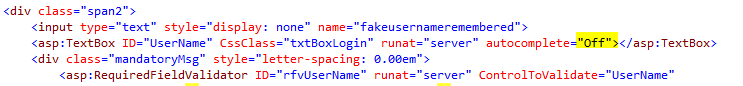 <div class="span2">
<input type="text" style="display: none" name="fakeusernameremembered">
<asp:TextBox ID="UserName" CssClass="txtBoxLogin" runat="server" autocomplete="Off"></asp:TextBox>
<div class="mandatoryMsg" style="letter-spacing: 0.00em">
<asp:RequiredFieldValidator ID="rfvUserName" runat="server" ControlToValidate="UserName"